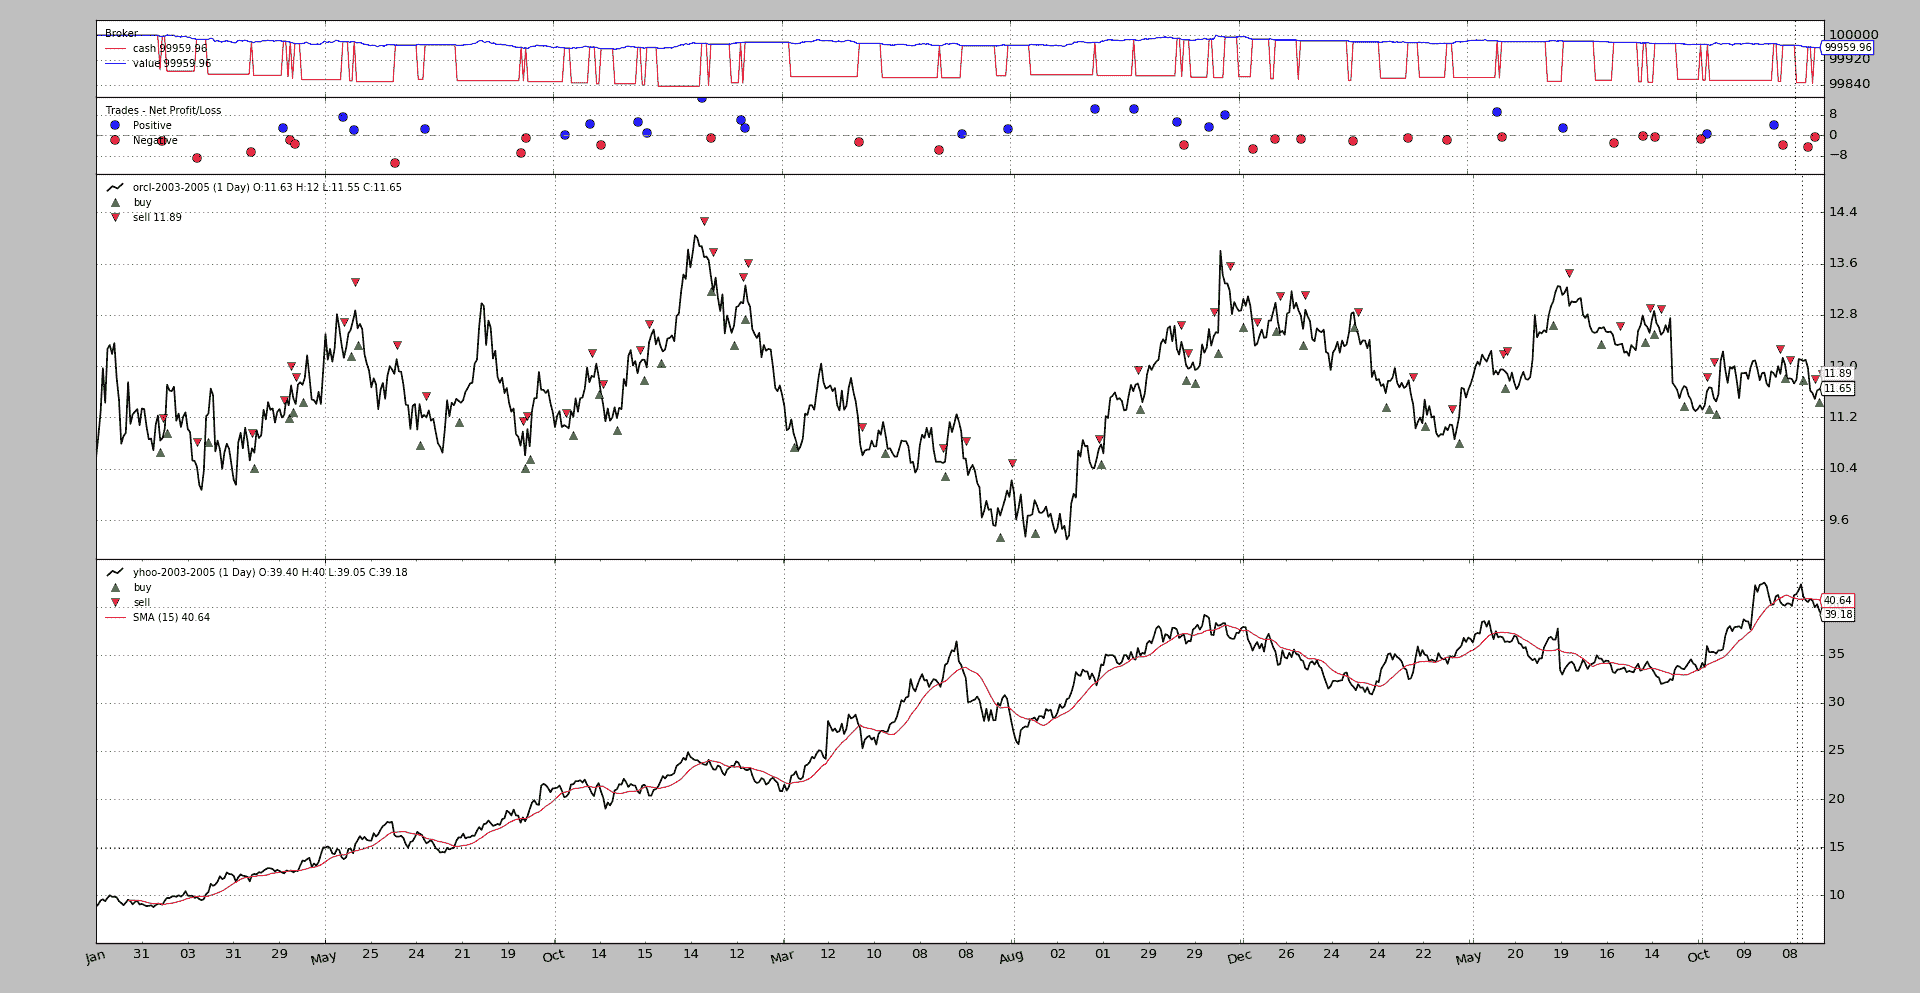 Broker
cash 99959.96
value 99959.96
100000
99959.96
99920
99840
Trades - Net Profit/Loss
Positive
Negative
8
0
−8
orcl-2003-2005 (1 Day) O:11.63 H:12 L:11.55 C:11.65
buy
sell 11.89
14.4
13.6
12.8
12.0
11.89
11.65
11.2
10.4
9.6
yhoo-2003-2005 (1 Day) O:39.40 H:40 L:39.05 C:39.18
buy
sell
SMA (15) 40.64
40.64
39.18
35
30
25
20
15
10
Jan 31 03 31 29 May 25 24 21 19 Oct 14 15 14 12 Mar 12 10 08 08 Aug 02 01 29 29 Dec 26 24 24 22 May 20 19 16 14 Oct 09 08